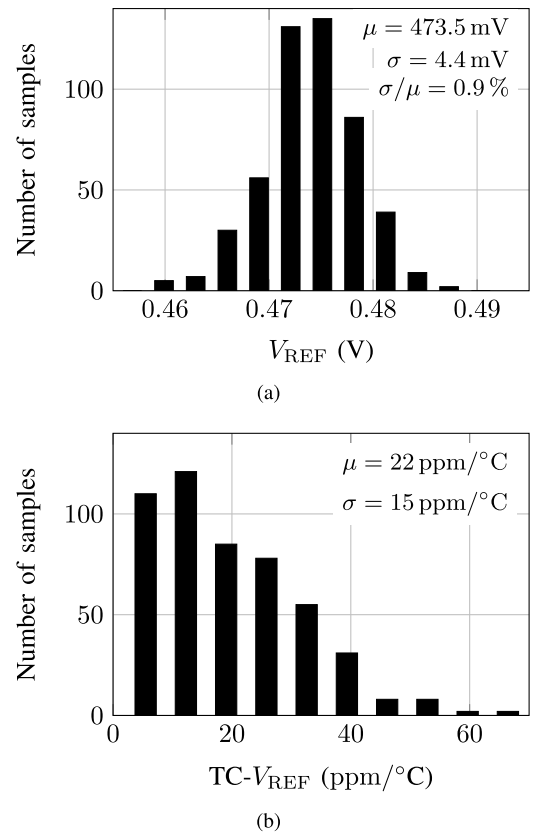 μ = 473.5 mV
σ = 4.4 mV
σ/μ = 0.9 %
Number of samples
100
50
0
0.46 0.47 0.48 0.49
V_REF (V)
(a)
μ = 22 ppm/°C
σ = 15 ppm/°C
Number of samples
100
50
0
0 20 40 60
TC-V_REF (ppm/°C)
(b)